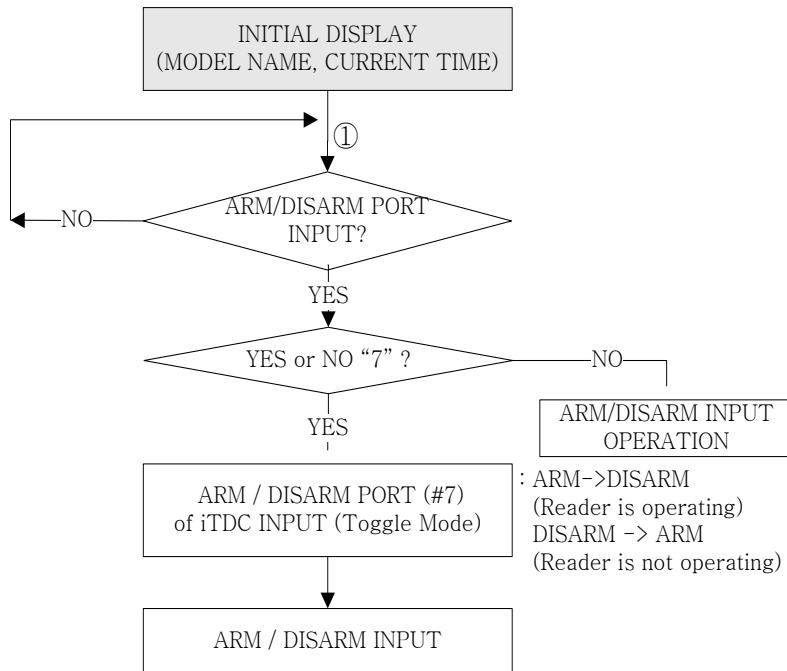 INITIAL DISPLAY
(MODEL NAME, CURRENT TIME)
①
ARM/DISARM PORT
INPUT?
NO
YES
YES or NO “7” ?
NO
YES
ARM/DISARM INPUT
OPERATION
ARM / DISARM PORT (#7)
of iTDC INPUT (Toggle Mode)
: ARM->DISARM
(Reader is operating)
DISARM -> ARM
(Reader is not operating)
ARM / DISARM INPUT